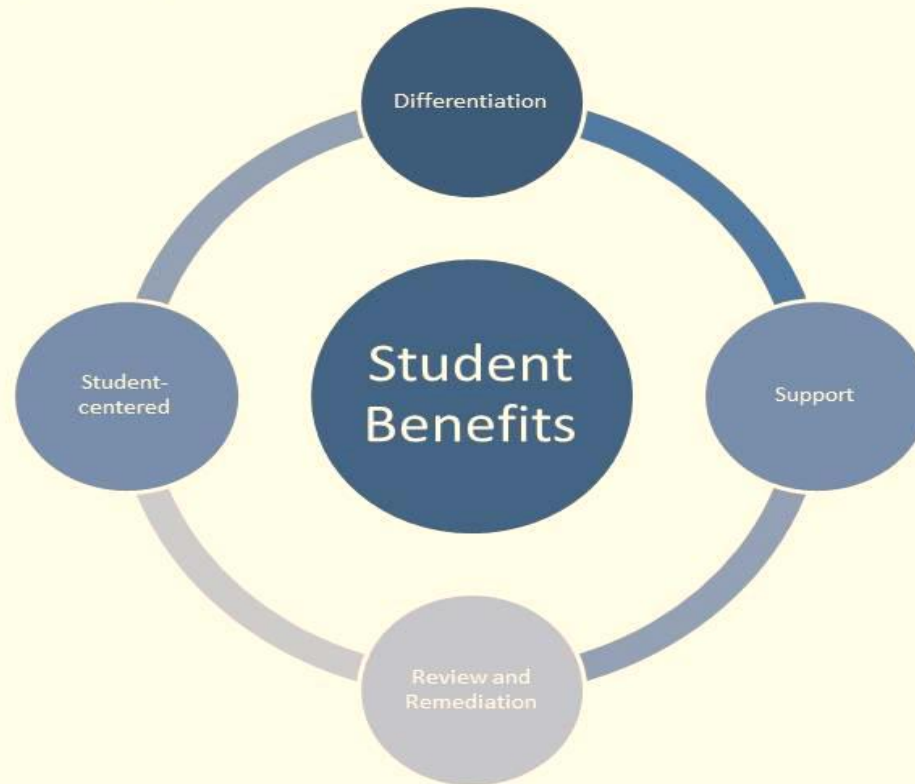 Differentiation
Student
Benefits
Student-
centered
Support
Review and
Remediation